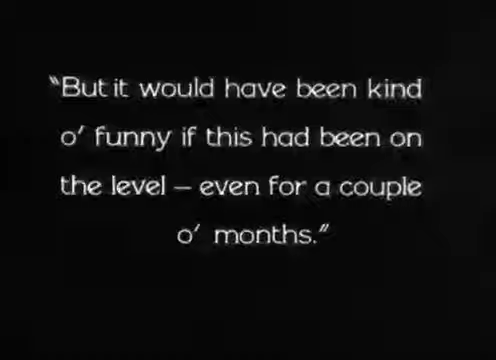 "But it would have been kind
o' funny if this had been on
the level – even for a couple
o' months."